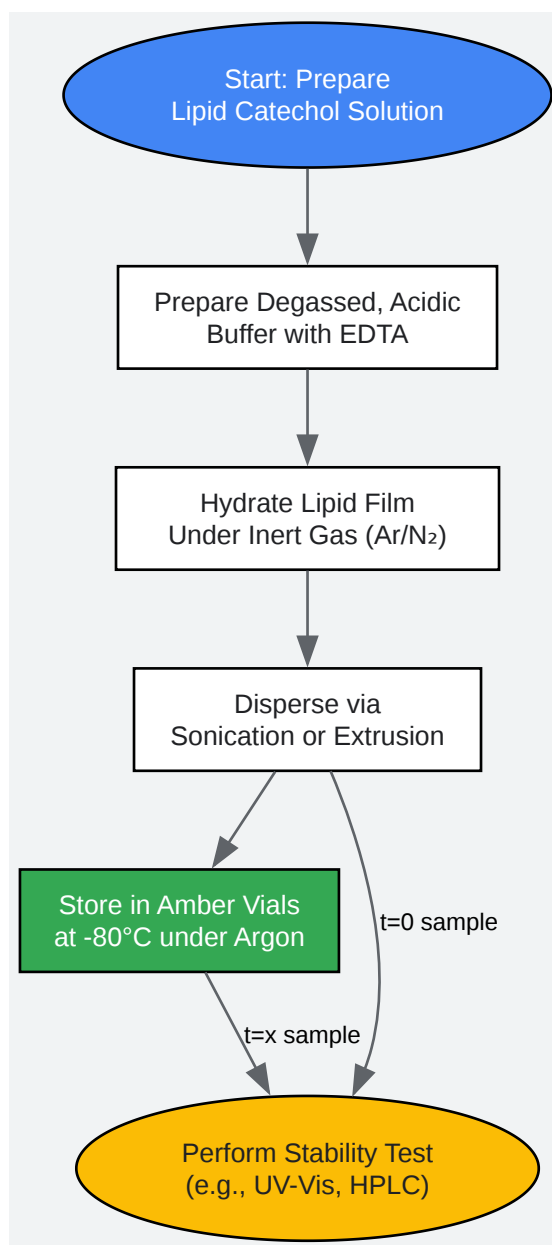 Start: Prepare
Lipid Catechol Solution
Prepare Degassed, Acidic
Buffer with EDTA
Hydrate Lipid Film
Under Inert Gas (Ar/N₂)
Disperse via
Sonication or Extrusion
Store in Amber Vials
at -80°C under Argon
t=0 sample
t=x sample
Perform Stability Test
(e.g., UV-Vis, HPLC)